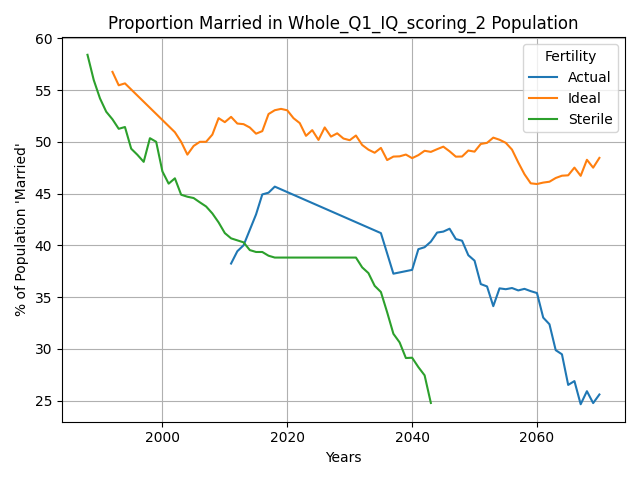 Proportion Married in Whole_Q1_IQ_scoring_2 Population
% of Population 'Married'
60
55
50
45
40
35
30
25
Fertility
Actual
Ideal
Sterile
2000
2020
2040
2060
Years